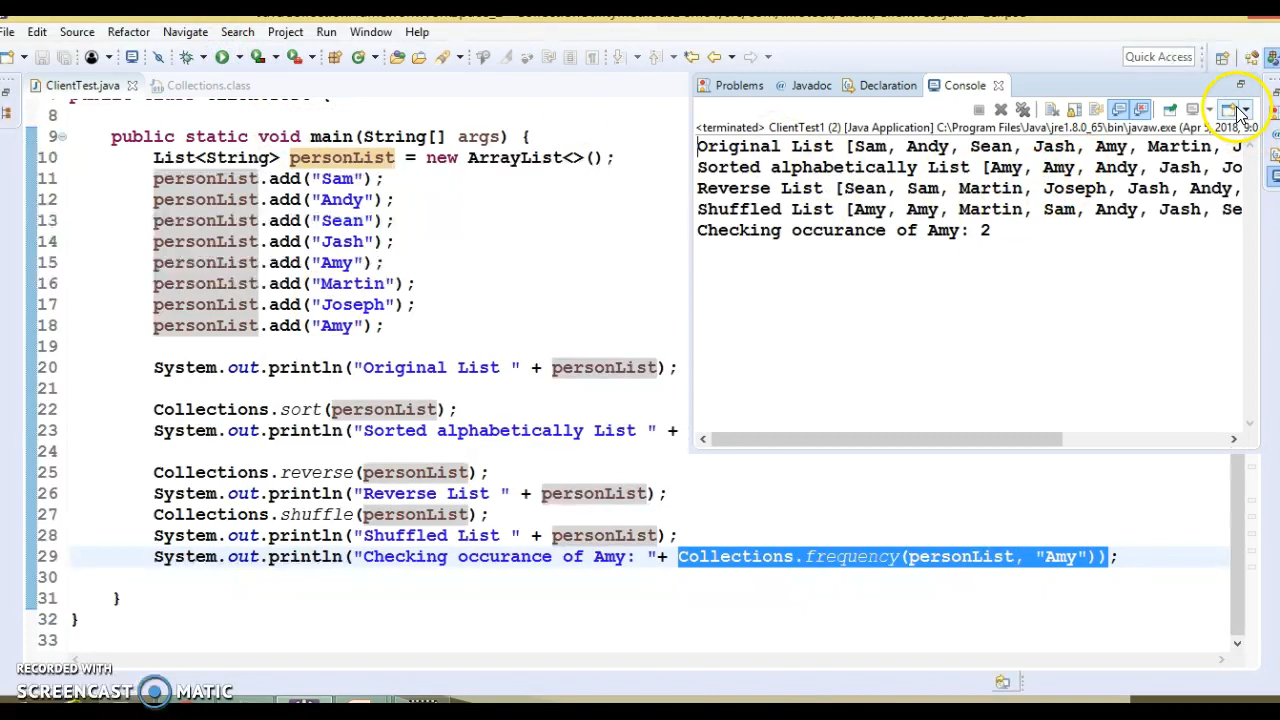 File Edit Source Refactor Navigate Search Project Run Window Help
Quick Access
ClientTest.java Collections.class
8
9 public static void main(String[] args) {
10 List<String> personList = new ArrayList<>();
11 personList.add("Sam");
12 personList.add("Andy");
13 personList.add("Sean");
14 personList.add("Jash");
15 personList.add("Amy");
16 personList.add("Martin");
17 personList.add("Joseph");
18 personList.add("Amy");
19
20 System.out.println("Original List " + personList);
21
22 Collections.sort(personList);
23 System.out.println("Sorted alphabetically List " +
24
25 Collections.reverse(personList);
26 System.out.println("Reverse List " + personList);
27 Collections.shuffle(personList);
28 System.out.println("Shuffled List " + personList);
29 System.out.println("Checking occurance of Amy: "+ Collections.frequency(personList, "Amy"));
30
31 }
32 }
33
Problems @ Javadoc Declaration Console
<terminated> ClientTest1 (2) [Java Application] C:\Program Files\Java\jre1.8.0_65\bin\javaw.exe (Apr 5, 2018, 9:0
Original List [Sam, Andy, Sean, Jash, Amy, Martin, J
Sorted alphabetically List [Amy, Amy, Andy, Jash, Jo
Reverse List [Sean, Sam, Martin, Joseph, Jash, Andy,
Shuffled List [Amy, Amy, Martin, Sam, Andy, Jash, Se
Checking occurance of Amy: 2
RECORDED WITH
SCREENCAST MATIC